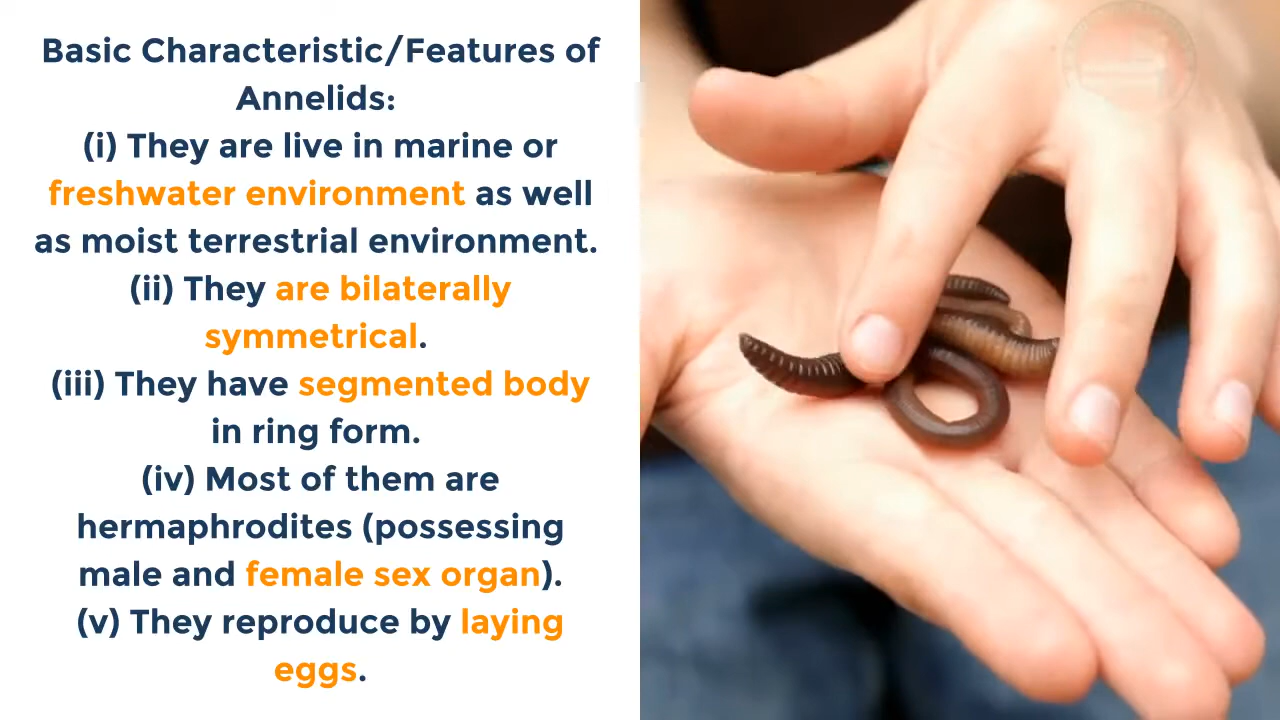 Basic Characteristic/Features of
Annelids:
(i) They are live in marine or
freshwater environment as well
as moist terrestrial environment.
(ii) They are bilaterally
symmetrical.
(iii) They have segmented body
in ring form.
(iv) Most of them are
hermaphrodites (possessing
male and female sex organ).
(v) They reproduce by laying
eggs.